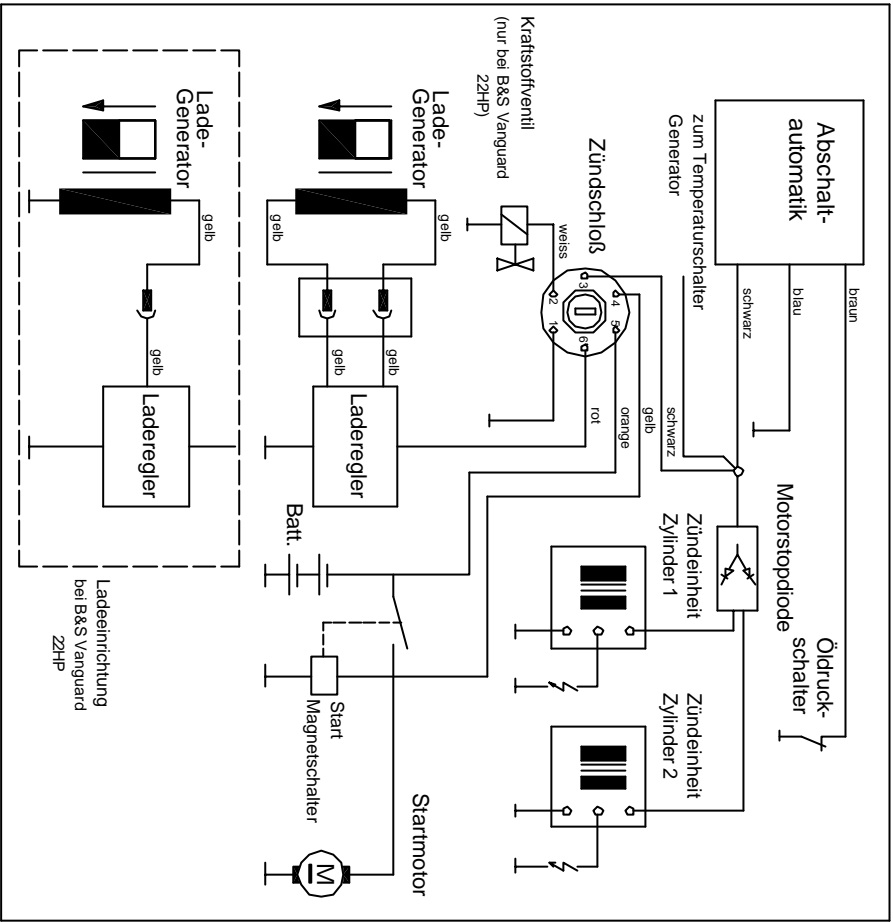 Abschalt-
automatik
braun
blau
schwarz
zum Temperaturschalter
Generator
Öldruck-
schalter
Motorstopdiode
Zündeinheit
Zylinder 1
Zündeinheit
Zylinder 2
Kraftstoffventil
(nur bei B&S Vanguard
22HP)
Zündschloß
weiss
1
2
3
4
5
6
schwarz
gelb
orange
rot
Lade-
Generator
gelb
gelb
gelb
gelb
Laderegler
Batt.
Start
Magnetschalter
Startmotor
M
Lade-
Generator
gelb
gelb
Laderegler
Ladeeinrichtung
bei B&S Vanguard
22HP